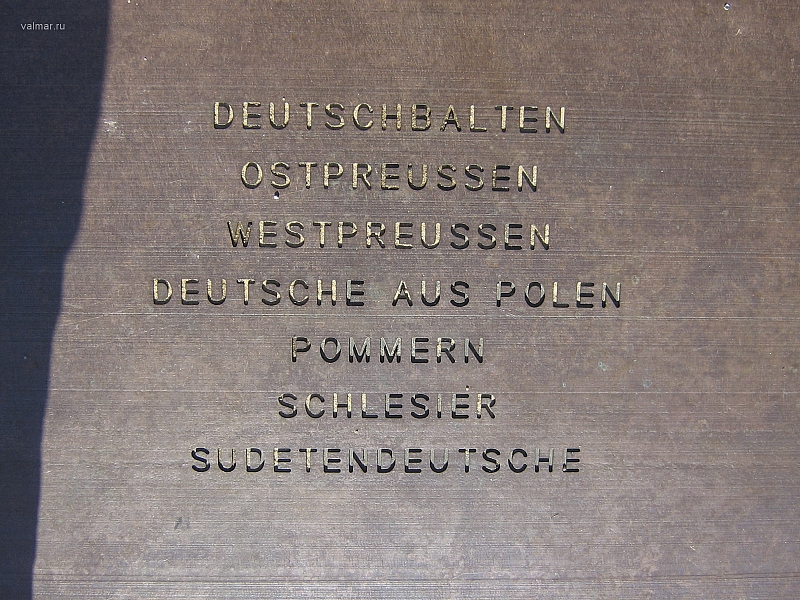 valmar.ru
DEUTSCHBALTEN
OSTPREUSSEN
WESTPREUSSEN
DEUTSCHE AUS POLEN
POMMERN
SCHLESIER
SUDETENDEUTSCHE